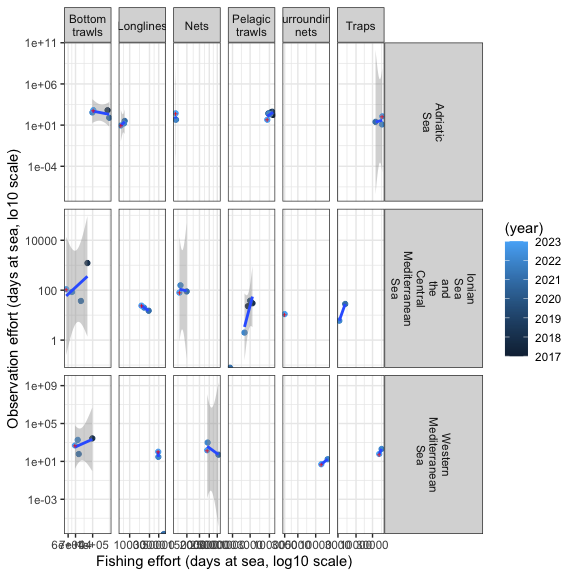 Bottom trawls
Longlines
Nets
Pelagic trawls
urroundin nets
Traps
1e+11
1e+06
1e+01
1e-04
Adriatic Sea
10000
100
1
Ionian Sea and the Central Mediterranean Sea
1e+09
1e+05
1e+01
1e-03
Western Mediterranean Sea
Observation effort (days at sea, lo10 scale)
Fishing effort (days at sea, log10 scale)
(year)
2023
2022
2021
2020
2019
2018
2017